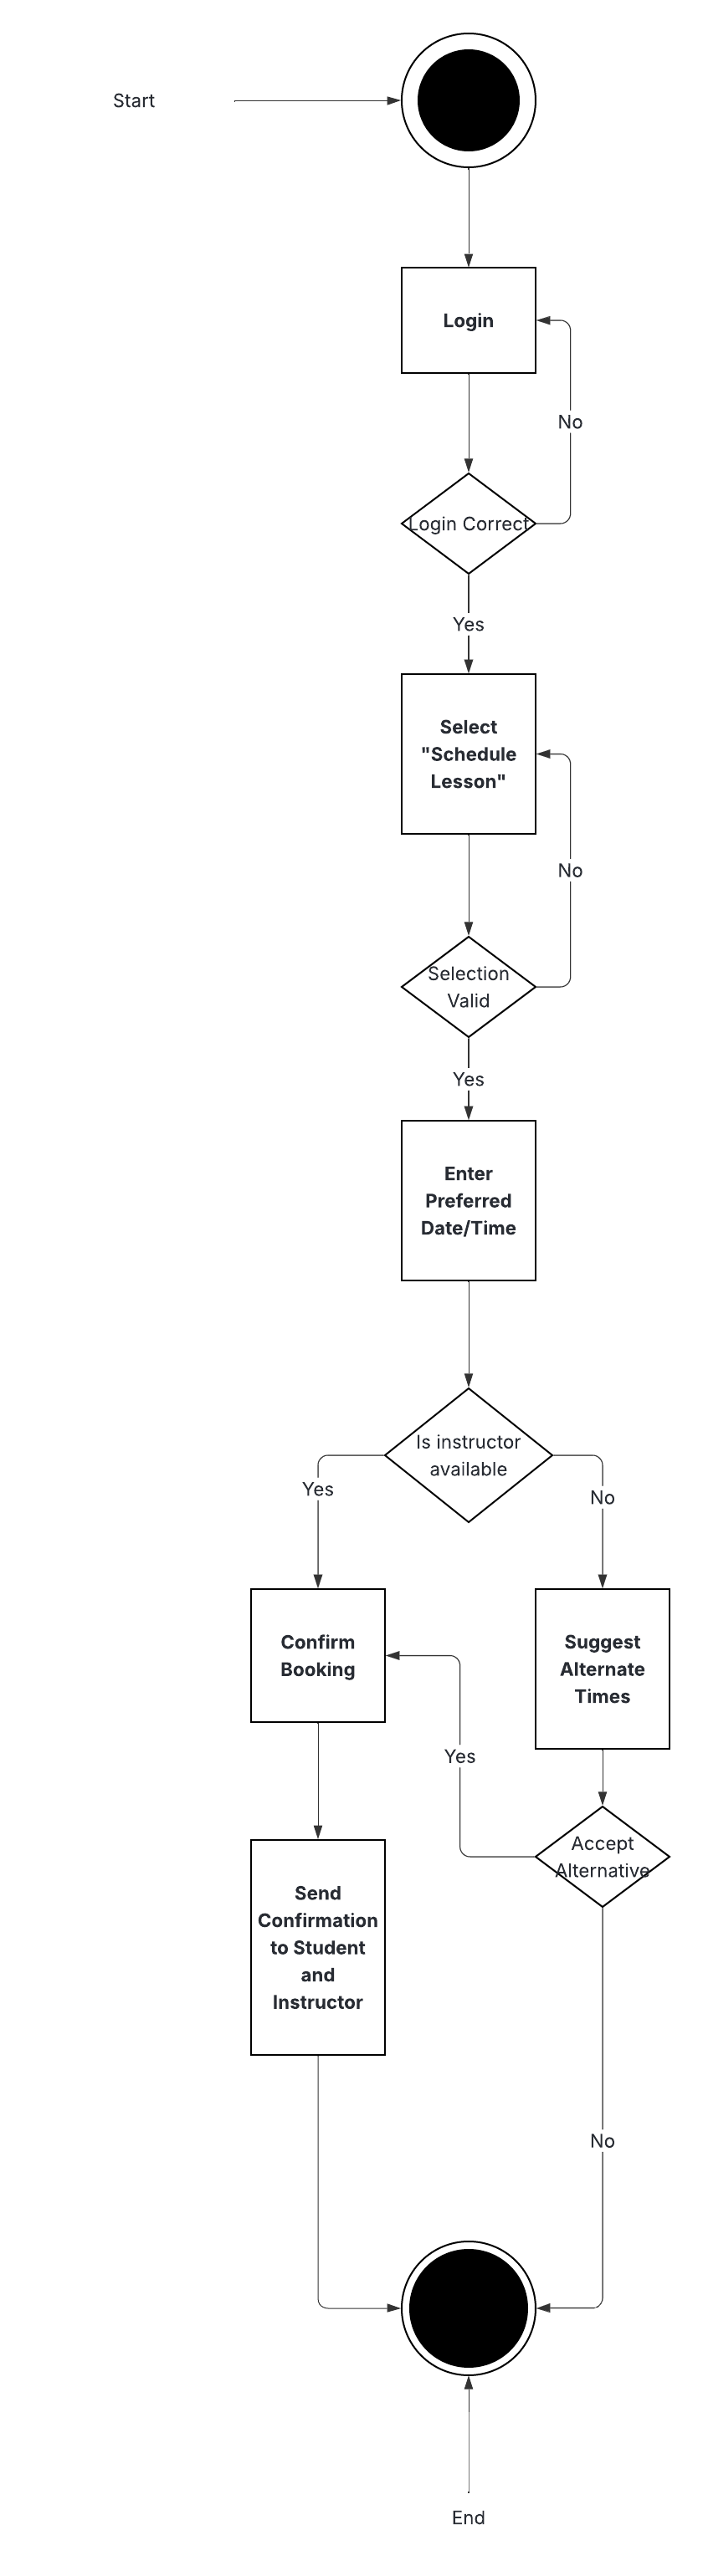 Start
Login
No
Login Correct
Yes
Select
"Schedule
Lesson"
No
Selection
Valid
Yes
Enter
Preferred
Date/Time
Is instructor
available
Yes
No
Confirm
Booking
Suggest
Alternate
Times
Yes
Accept
Alternative
Send
Confirmation
to Student
and
Instructor
No
End